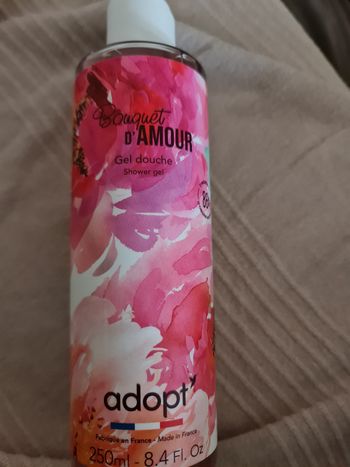 Bouquet
D'AMOUR
Gel douche
Shower gel
adopt'
Fabriqué en France - Made in France
250ml - 8.4 Fl. Oz